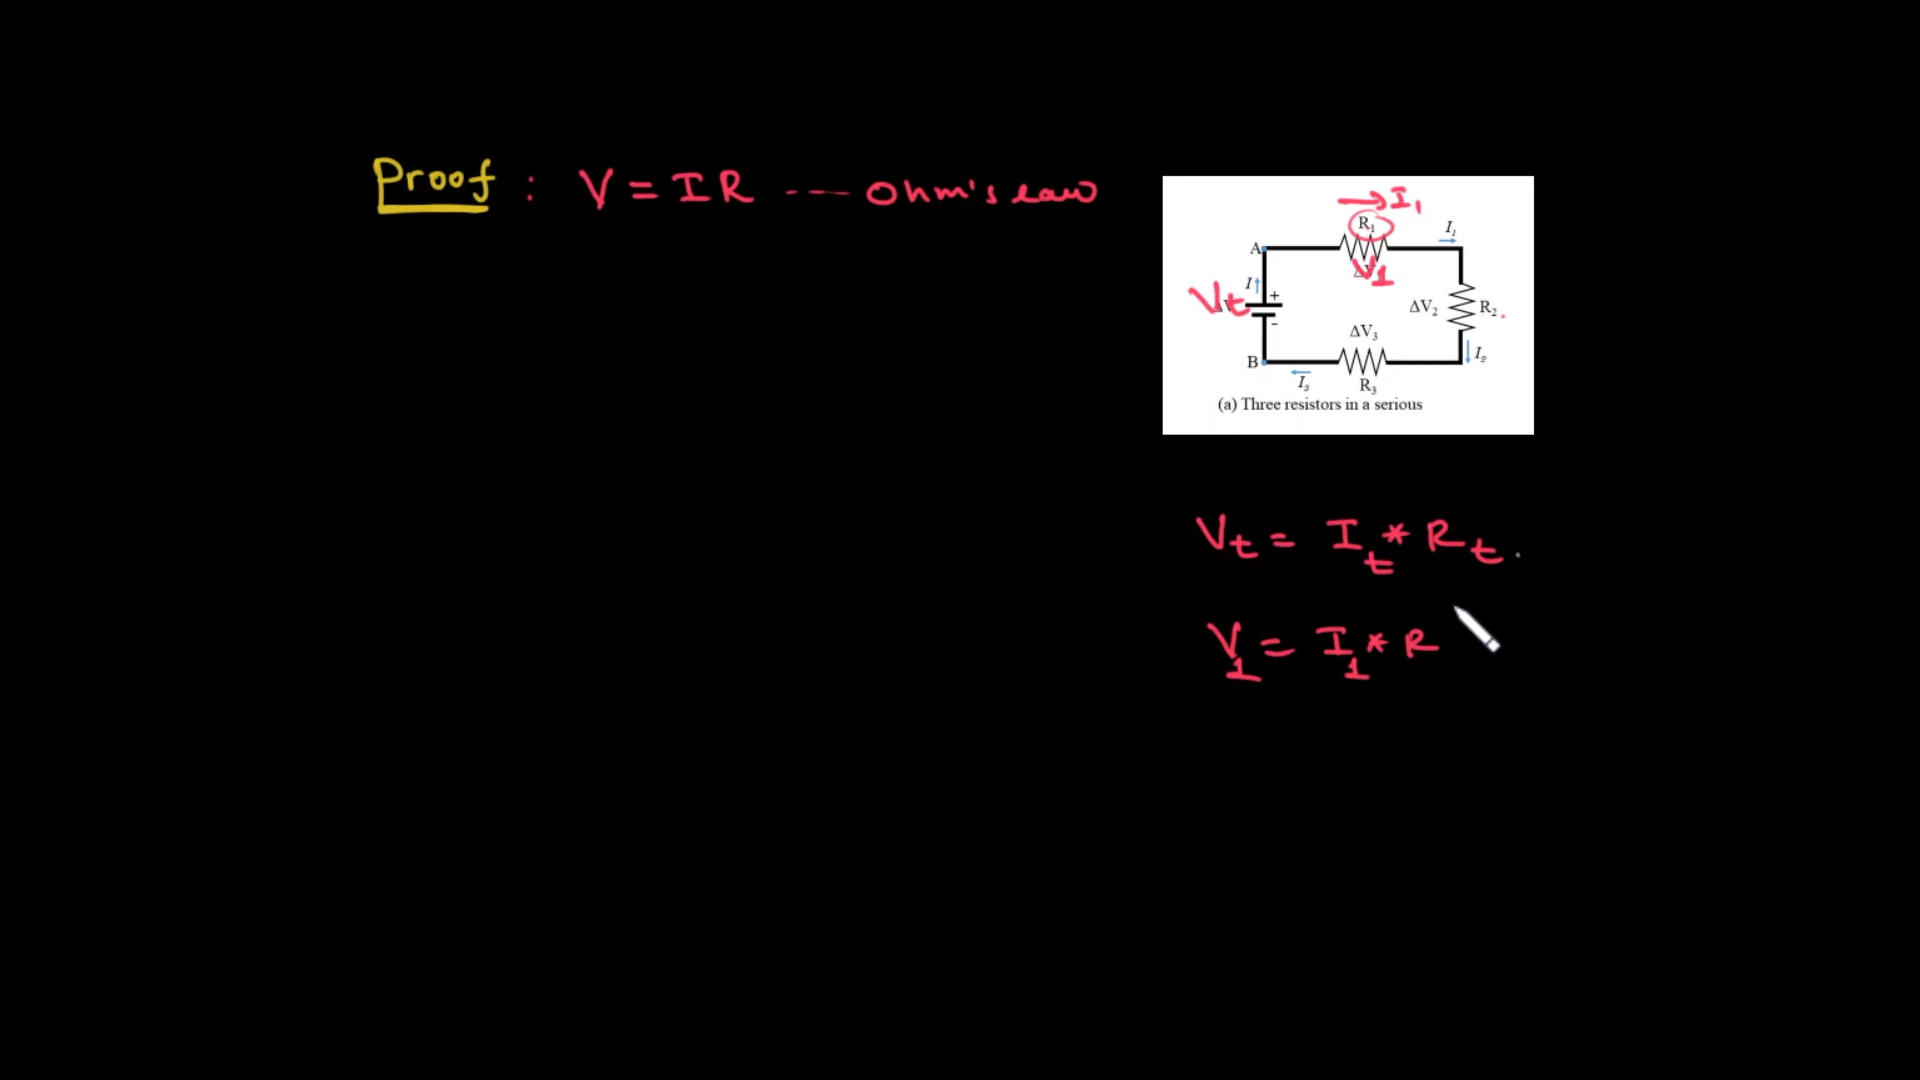 Proof : V = IR --- Ohm's law
→ I₁
R₁
I₁
A
V1
I
+
Vt
ΔV₂
R₂.
-
ΔV₃
B
I₂
I₃
R₃
(a) Three resistors in a serious
Vt = It * Rt.
V1 = I1 * R